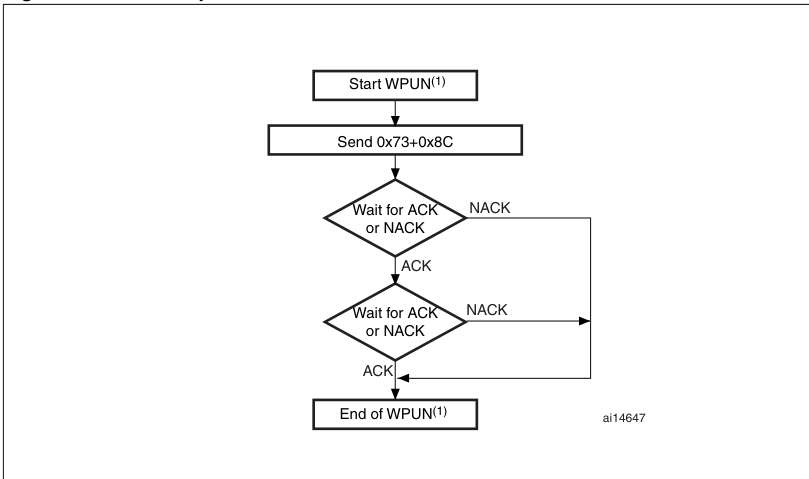 Start WPUN(1)
Send 0x73+0x8C
Wait for ACK
or NACK
NACK
ACK
Wait for ACK
or NACK
NACK
ACK
End of WPUN(1)
ai14647